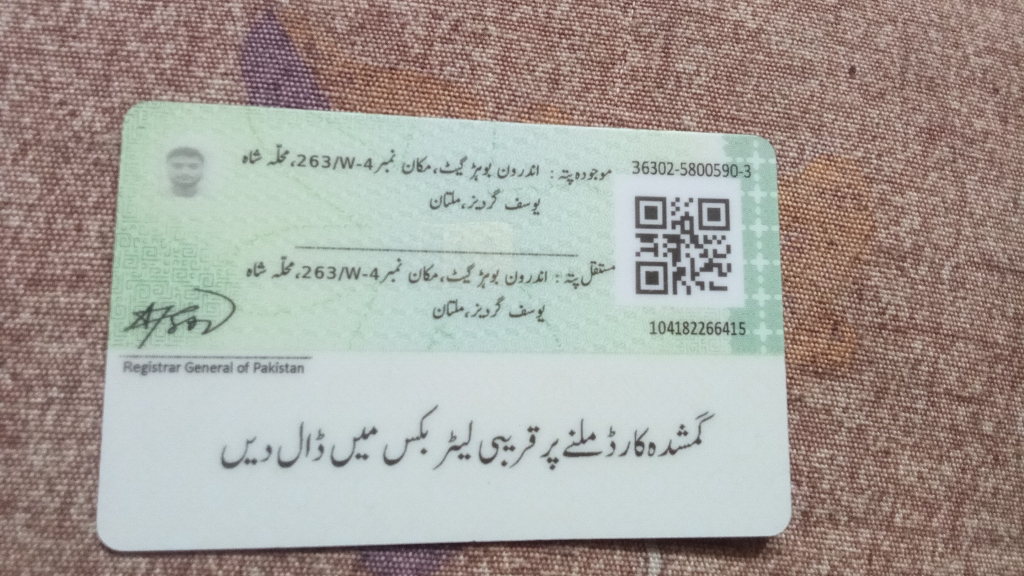 36302-5800590-3
موجودہ پتہ : اندرون بوہڑ گیٹ، مکان نمبر 263/W-4، محلّہ شاہ
یوسف گردیز، ملتان
مستقل پتہ : اندرون بوہڑ گیٹ، مکان نمبر 263/W-4، محلّہ شاہ
یوسف گردیز، ملتان
104182266415
Registrar General of Pakistan
گمشدہ کارڈ ملنے پر قریبی لیٹر بکس میں ڈال دیں